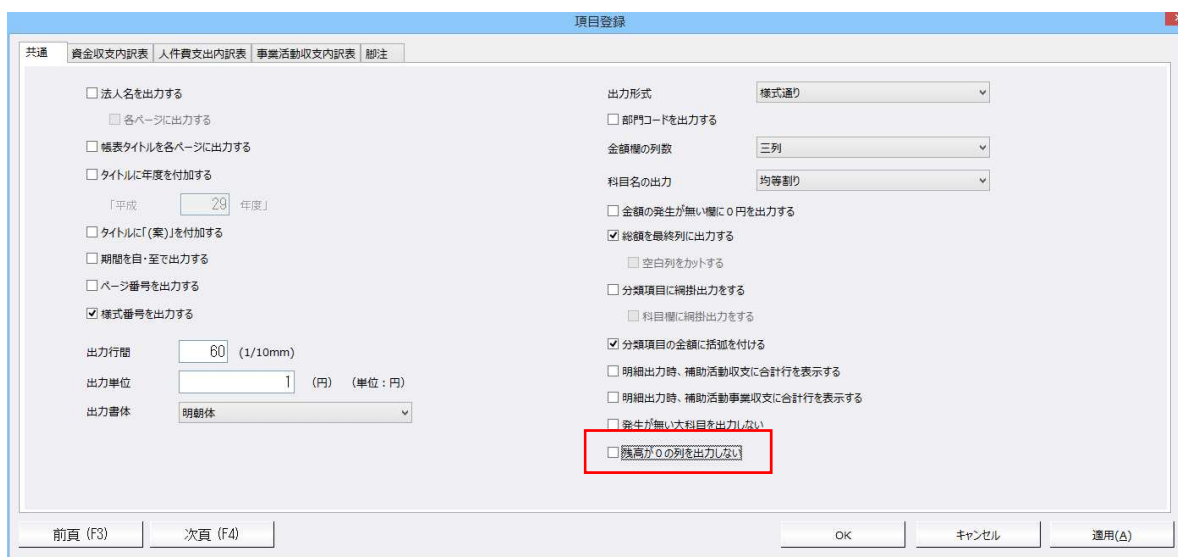 項目登録
共通 資金収支内訳表 人件費支出内訳表 事業活動収支内訳表 脚注
法人名を出力する
各ページに出力する
帳表タイトルを各ページに出力する
タイトルに年度を付加する
「平成 29 年度」
タイトルに「(案)」を付加する
期間を自・至で出力する
ページ番号を出力する
様式番号を出力する
出力行間 60 (1/10mm)
出力単位 1 (円) (単位:円)
出力書体 明朝体
出力形式 様式通り
部門コードを出力する
金額欄の列数 三列
科目名の出力 均等割り
金額の発生が無い欄に0円を出力する
総額を最終列に出力する
空白列をカットする
分類項目に網掛出力をする
科目欄に網掛出力をする
分類項目の金額に括弧を付ける
明細出力時、補助活動収支に合計行を表示する
明細出力時、補助活動事業収支に合計行を表示する
発生が無い大科目を出力しない
残高が0の列を出力しない
前頁 (F3) 次頁 (F4) OK キャンセル 適用(A)